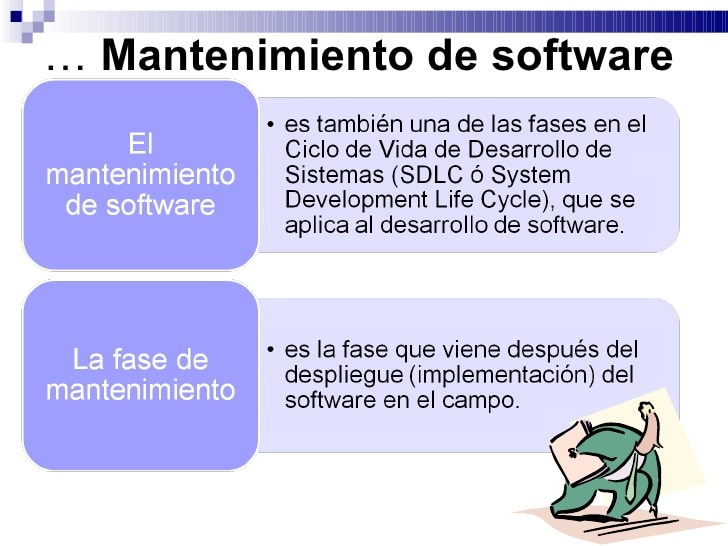 … Mantenimiento de software
El
mantenimiento
de software
• es también una de las fases en el
Ciclo de Vida de Desarrollo de
Sistemas (SDLC ó System
Development Life Cycle), que se
aplica al desarrollo de software.
La fase de
mantenimiento
• es la fase que viene después del
despliegue (implementación) del
software en el campo.